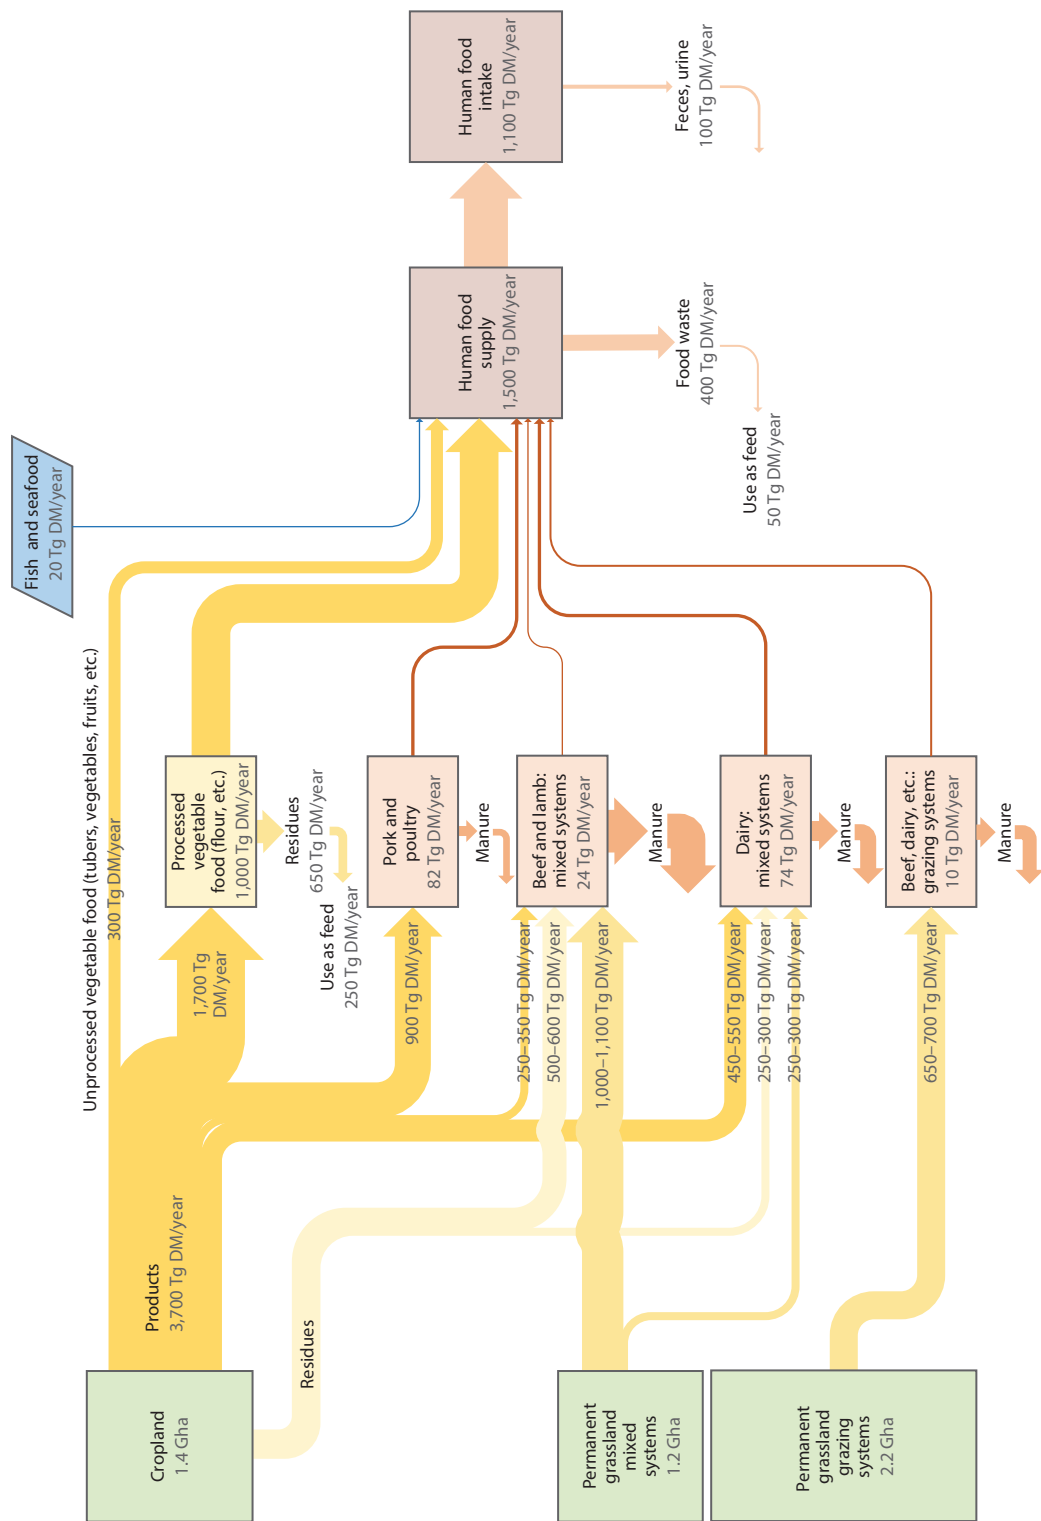 Cropland
1.4 Gha
Permanent
grassland
mixed
systems
1.2 Gha
Permanent
grassland
grazing
systems
2.2 Gha
Products
3,700 Tg DM/year
Residues
Unprocessed vegetable food (tubers, vegetables, fruits, etc.)
300 Tg DM/year
1,700 Tg
DM/year
900 Tg DM/year
250–350 Tg DM/year
500–600 Tg DM/year
1,000–1,100 Tg DM/year
450–550 Tg DM/year
250–300 Tg DM/year
250–300 Tg DM/year
650–700 Tg DM/year
Processed
vegetable
food (flour, etc.)
1,000 Tg DM/year
Residues
650 Tg DM/year
Use as feed
250 Tg DM/year
Pork and
poultry
82 Tg DM/year
Manure
Beef and lamb:
mixed systems
24 Tg DM/year
Manure
Dairy:
mixed systems
74 Tg DM/year
Manure
Beef, dairy, etc.:
grazing systems
10 Tg DM/year
Manure
Fish and seafood
20 Tg DM/year
Human food
supply
1,500 Tg DM/year
Food waste
400 Tg DM/year
Use as feed
50 Tg DM/year
Human food
intake
1,100 Tg DM/year
Feces, urine
100 Tg DM/year